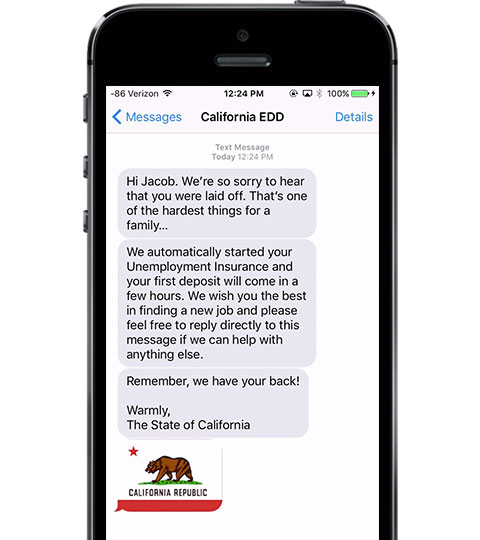 -86 Verizon 12:24 PM 100%
Messages California EDD Details
Text Message
Today 12:24 PM
Hi Jacob. We're so sorry to hear
that you were laid off. That's one
of the hardest things for a
family...
We automatically started your
Unemployment Insurance and
your first deposit will come in a
few hours. We wish you the best
in finding a new job and please
feel free to reply directly to this
message if we can help with
anything else.
Remember, we have your back!
Warmly,
The State of California
CALIFORNIA REPUBLIC